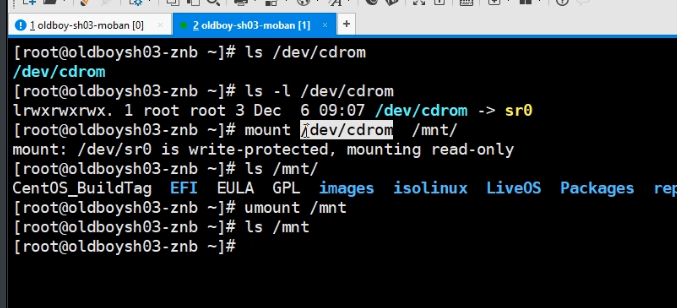 1 oldboy-sh03-moban [0] × 2 oldboy-sh03-moban [1] × +
[root@oldboysh03-znb ~]# ls /dev/cdrom
/dev/cdrom
[root@oldboysh03-znb ~]# ls -l /dev/cdrom
lrwxrwxrwx. 1 root root 3 Dec  6 09:07 /dev/cdrom -> sr0
[root@oldboysh03-znb ~]# mount /dev/cdrom  /mnt/
mount: /dev/sr0 is write-protected, mounting read-only
[root@oldboysh03-znb ~]# ls /mnt/
CentOS_BuildTag  EFI  EULA  GPL  images  isolinux  LiveOS  Packages  rep
[root@oldboysh03-znb ~]# umount /mnt
[root@oldboysh03-znb ~]# ls /mnt
[root@oldboysh03-znb ~]#